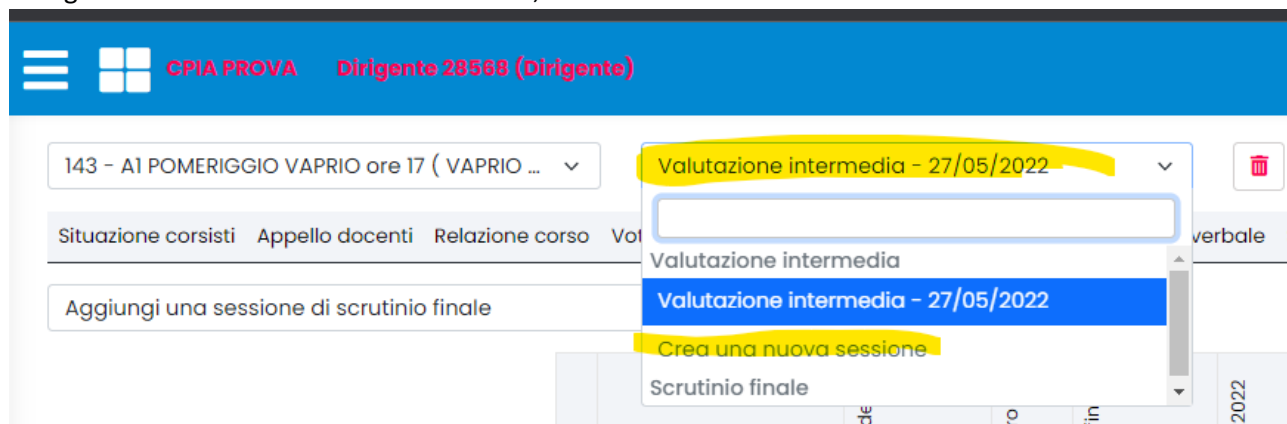 CPIA PROVA Dirigente 28568 (Dirigente)
143 - A1 POMERIGGIO VAPRIO ore 17 ( VAPRIO ...
Valutazione intermedia - 27/05/2022
Situazione corsisti Appello docenti Relazione corso Vot verbale
Valutazione intermedia
Aggiungi una sessione di scrutinio finale
Valutazione intermedia - 27/05/2022
Crea una nuova sessione
Scrutinio finale
2022